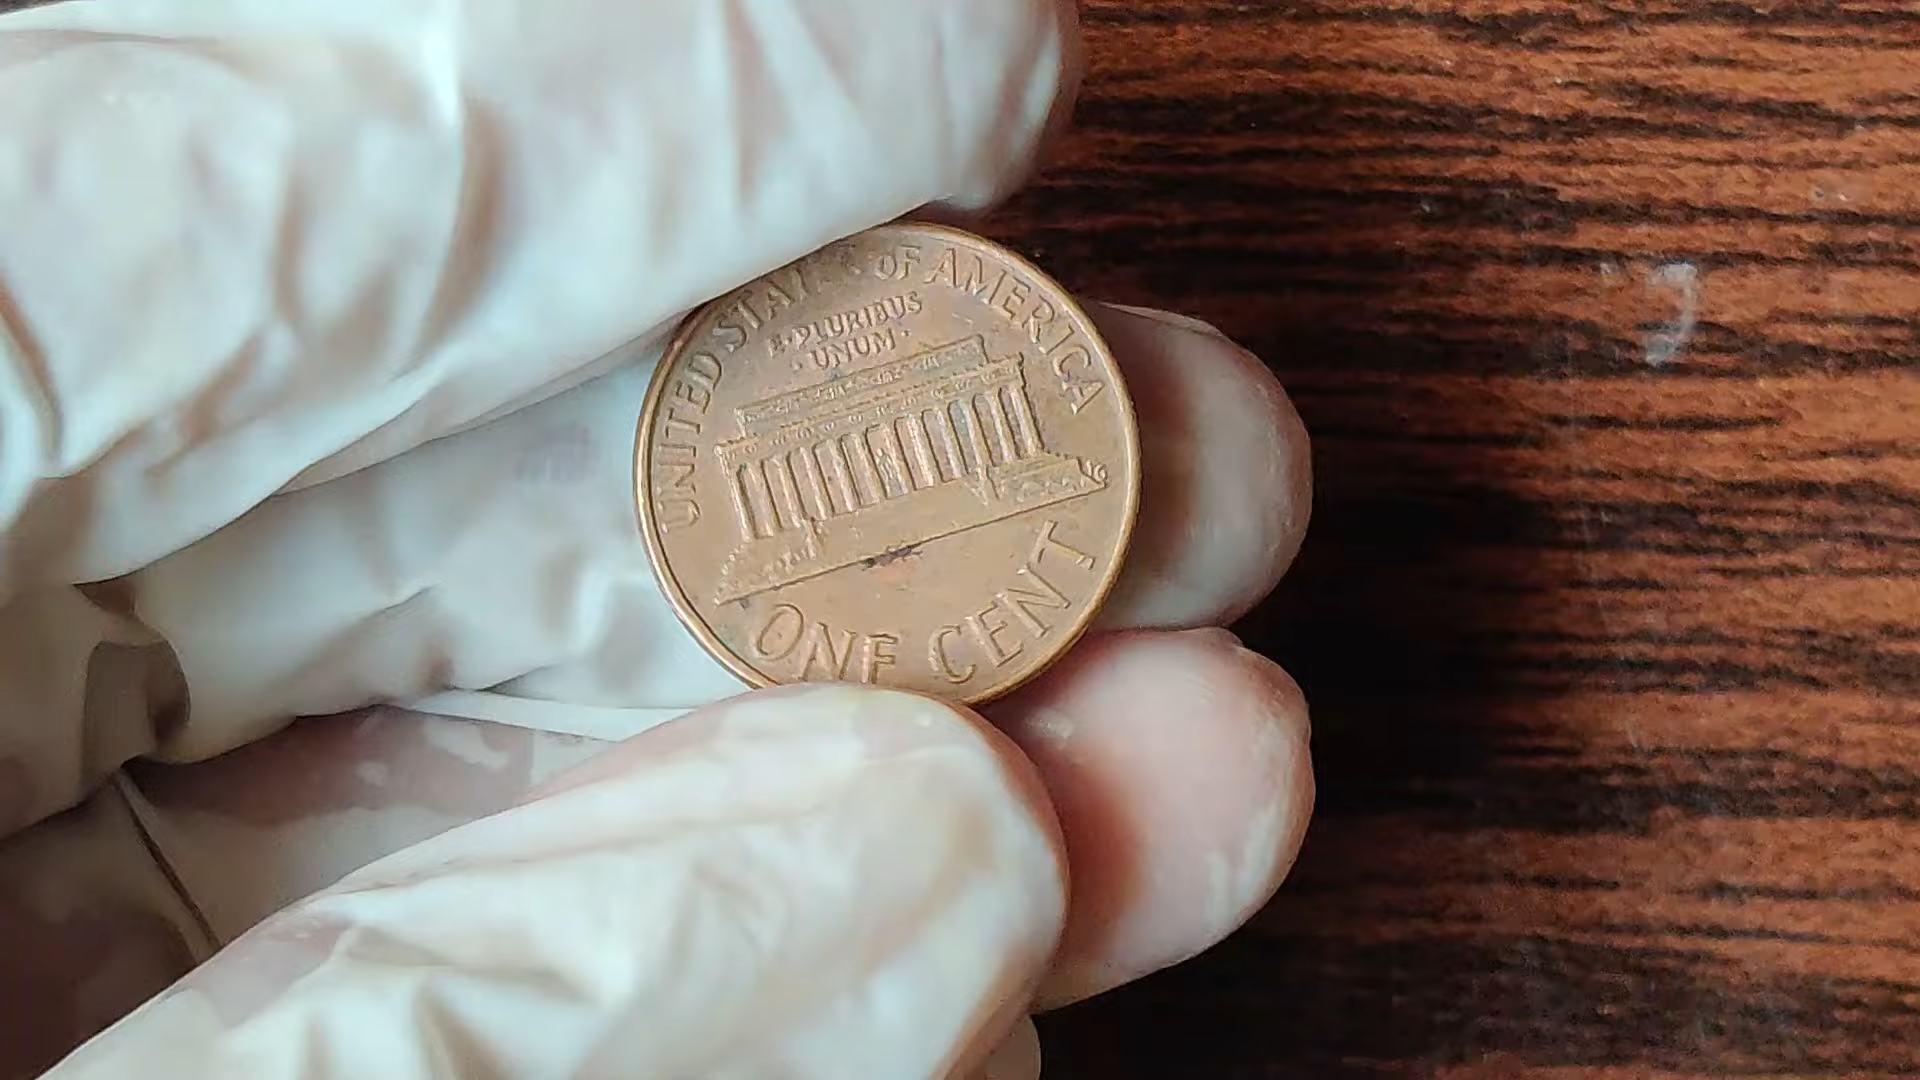 UNITED STATES OF AMERICA
E·PLURIBUS
·UNUM·
ONE CENT